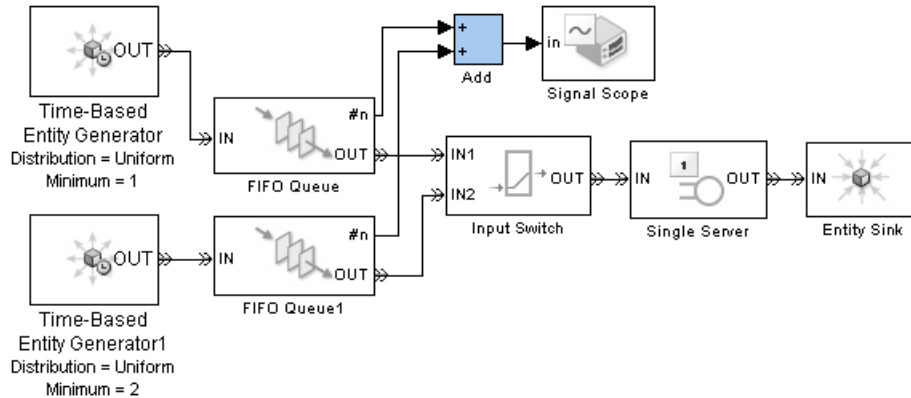 OUT
Time-Based
Entity Generator
Distribution = Uniform
Minimum = 1
IN
#n
OUT
FIFO Queue
+
+
Add
in
Signal Scope
IN1
IN2
OUT
Input Switch
IN
1
OUT
Single Server
IN
Entity Sink
OUT
Time-Based
Entity Generator1
Distribution = Uniform
Minimum = 2
IN
#n
OUT
FIFO Queue1